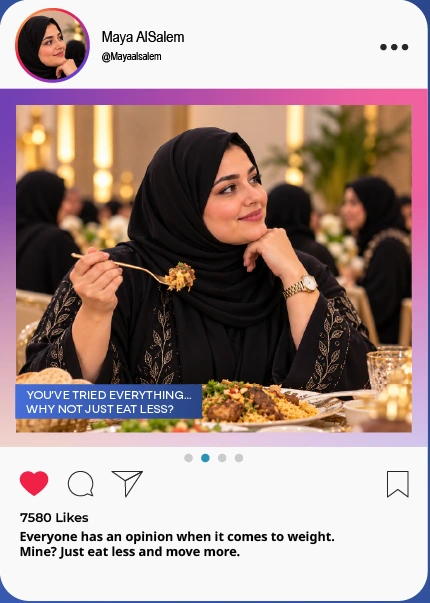 Maya AlSalem
@Mayaalsalem
YOU'VE TRIED EVERYTHING...
WHY NOT JUST EAT LESS?
7580 Likes
Everyone has an opinion when it comes to weight.
Mine? Just eat less and move more.